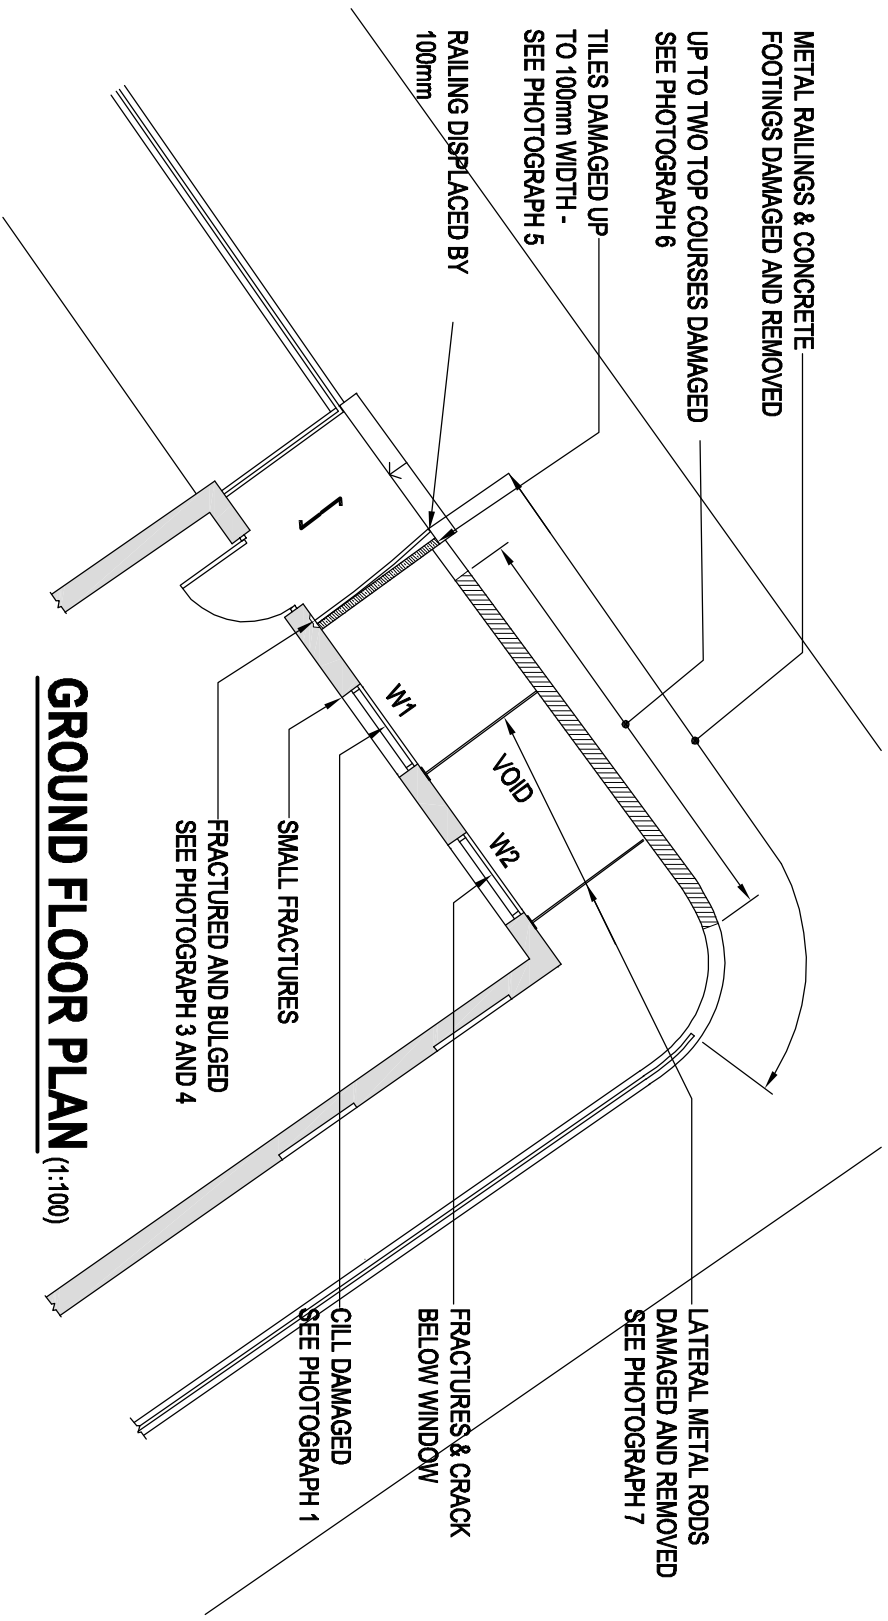 METAL RAILINGS & CONCRETE
FOOTINGS DAMAGED AND REMOVED
UP TO TWO TOP COURSES DAMAGED
SEE PHOTOGRAPH 6
TILES DAMAGED UP
TO 100mm WIDTH -
SEE PHOTOGRAPH 5
RAILING DISPLACED BY
100mm
LATERAL METAL RODS
DAMAGED AND REMOVED
SEE PHOTOGRAPH 7
FRACTURES & CRACK
BELOW WINDOW
CILL DAMAGED
SEE PHOTOGRAPH 1
SMALL FRACTURES
FRACTURED AND BULGED
SEE PHOTOGRAPH 3 AND 4
W1
VOID
W2
GROUND FLOOR PLAN (1:100)